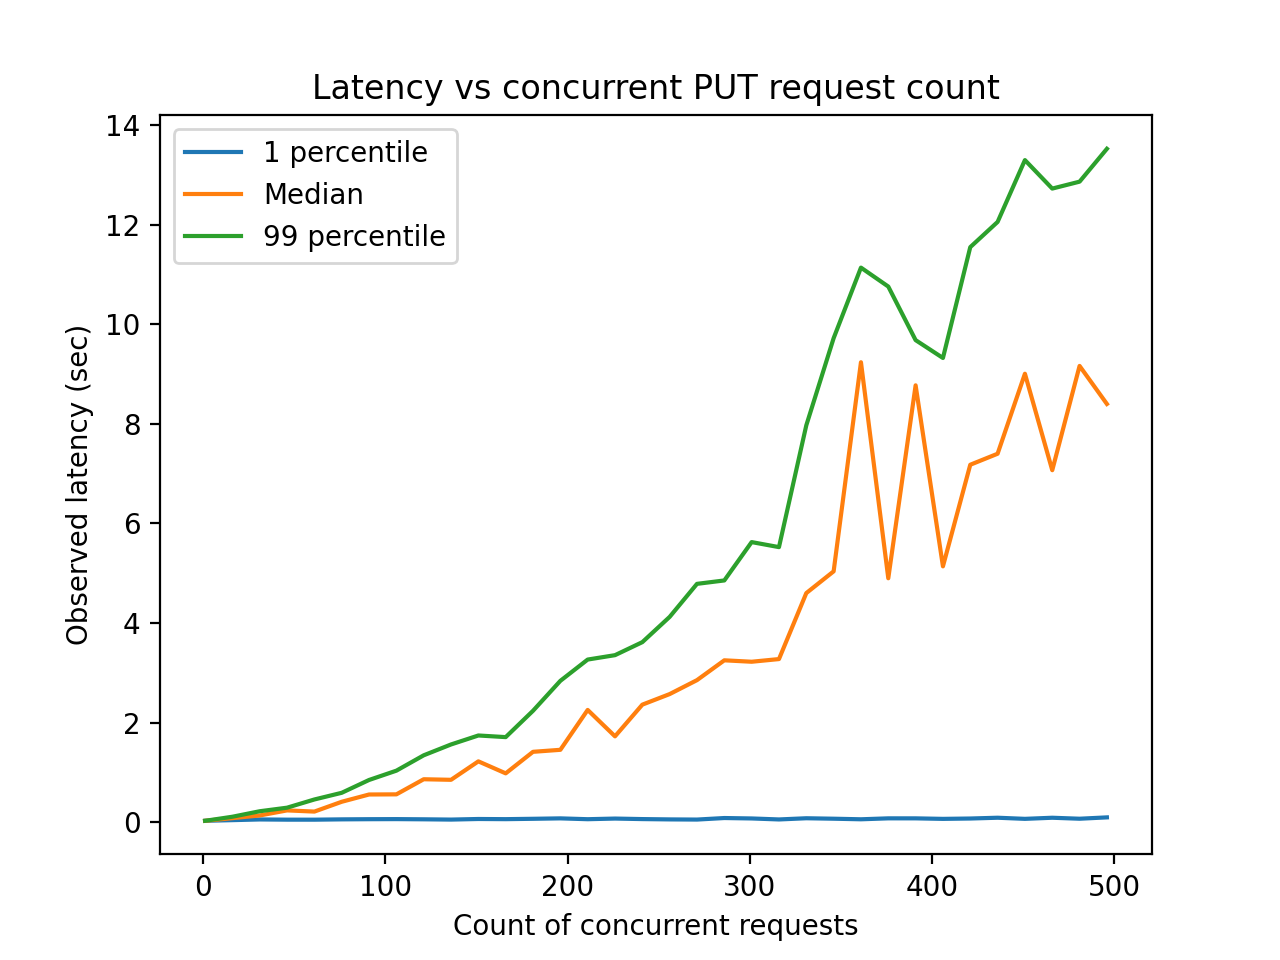 Latency vs concurrent PUT request count
1 percentile
Median
99 percentile
Observed latency (sec)
14
12
10
8
6
4
2
0
0 100 200 300 400 500
Count of concurrent requests